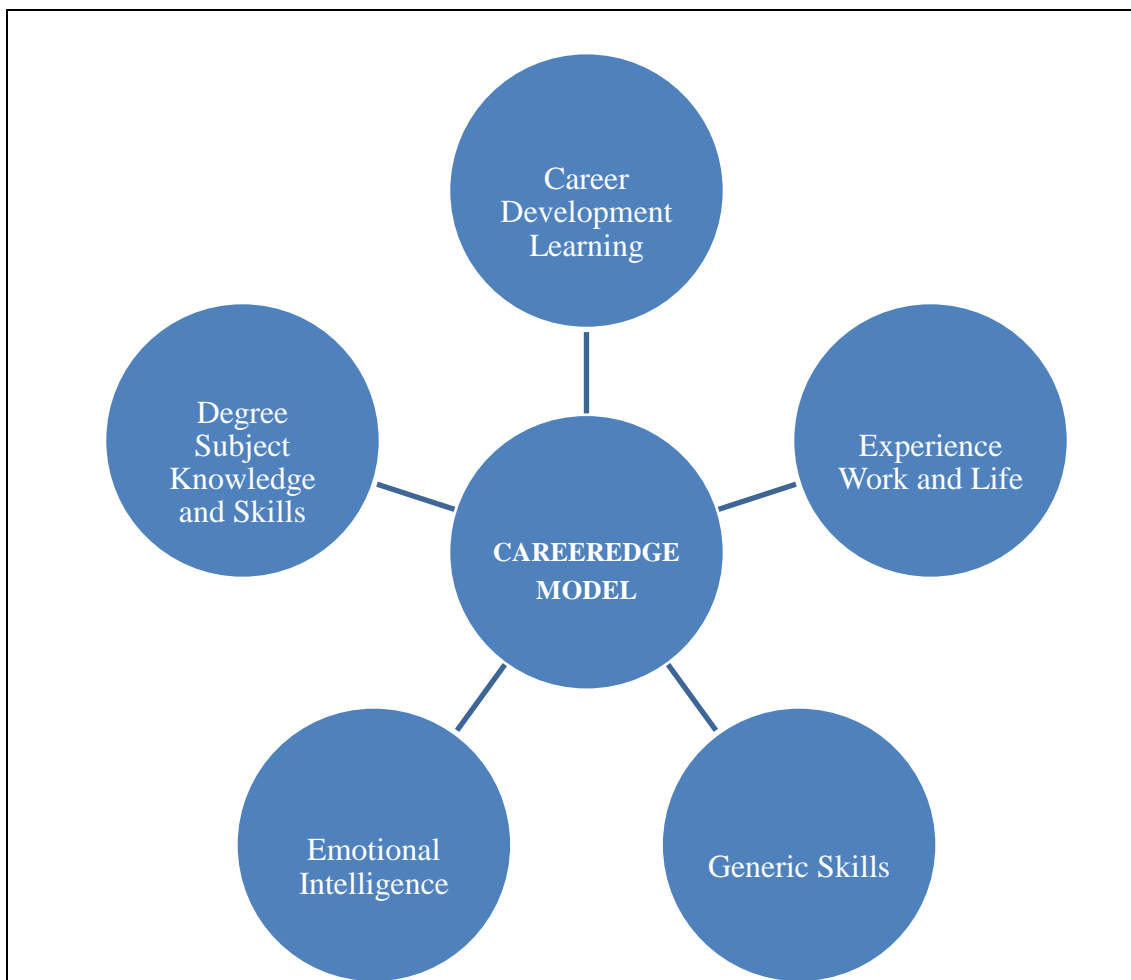 Career
Development
Learning
Degree
Subject
Knowledge
and Skills
Experience
Work and Life
CAREEREDGE
MODEL
Emotional
Intelligence
Generic Skills